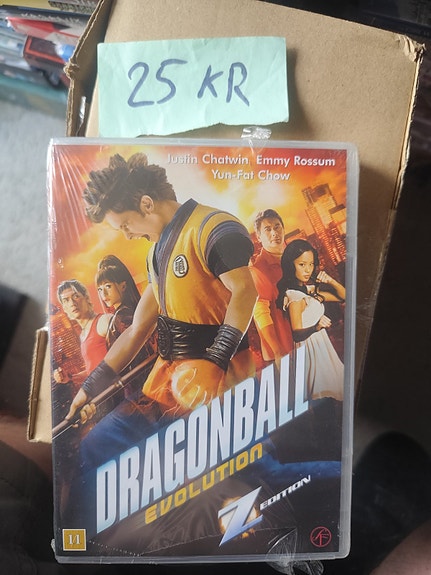 25 KR
Justin Chatwin Emmy Rossum
Yun-Fat Chow
DRAGONBALL
EVOLUTION
Z EDITION
11